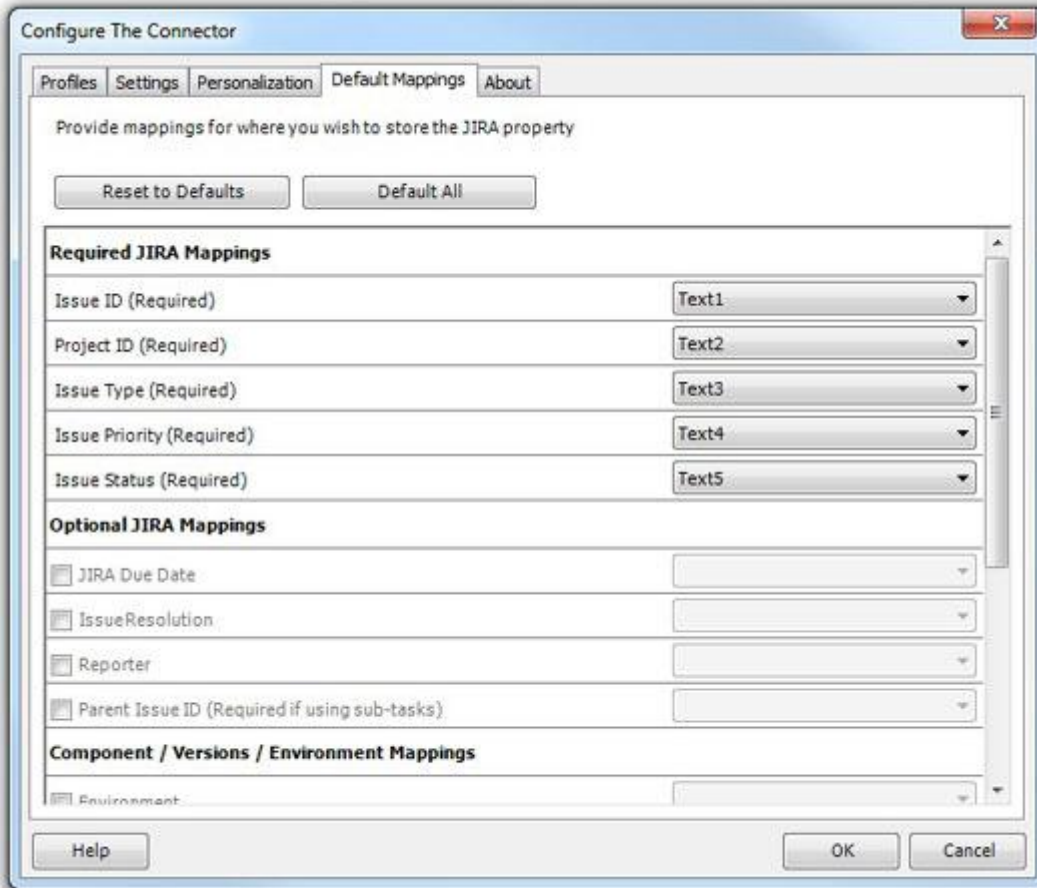 Configure The Connector
Profiles Settings Personalization Default Mappings About
Provide mappings for where you wish to store the JIRA property
Reset to Defaults Default All
Required JIRA Mappings
Issue ID (Required) Text1
Project ID (Required) Text2
Issue Type (Required) Text3
Issue Priority (Required) Text4
Issue Status (Required) Text5
Optional JIRA Mappings
JIRA Due Date
IssueResolution
Reporter
Parent Issue ID (Required if using sub-tasks)
Component / Versions / Environment Mappings
Environment
Help OK Cancel